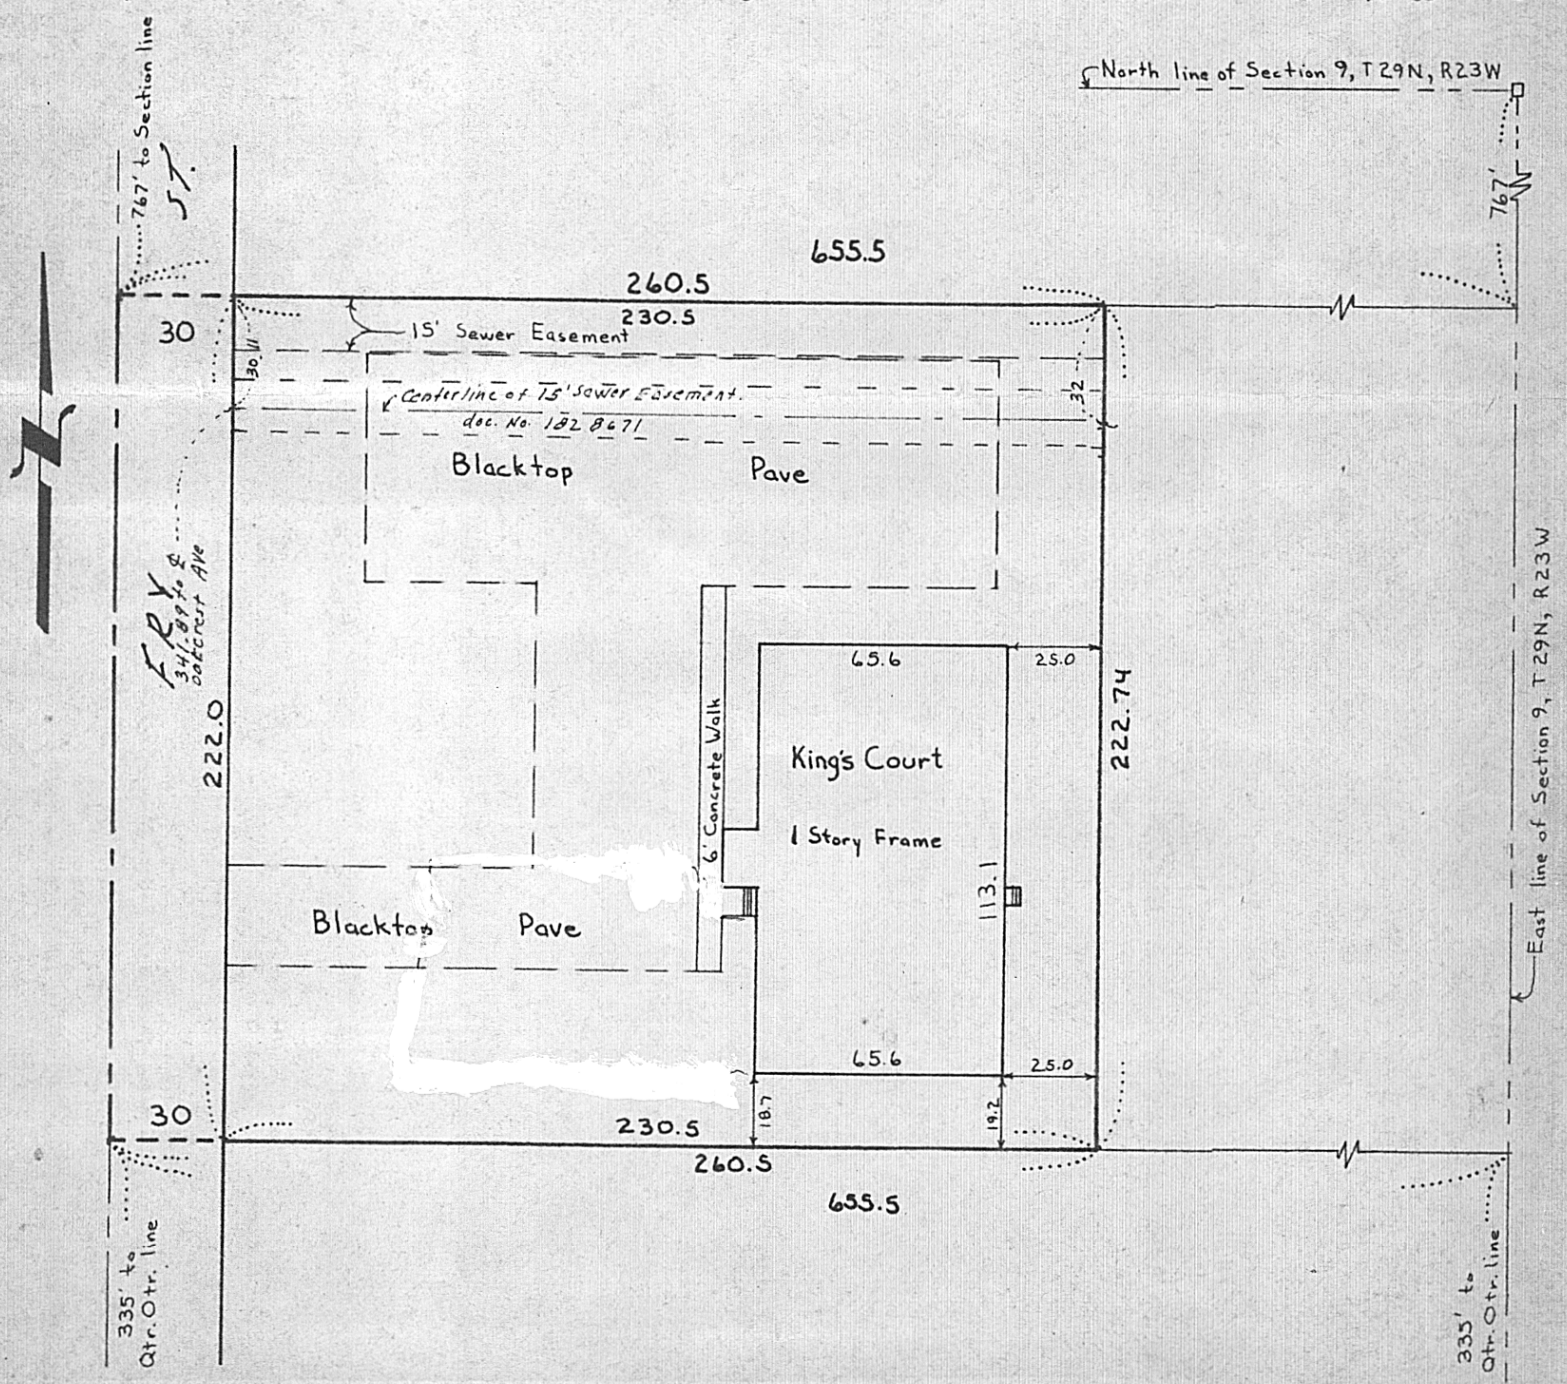 North line of Section 9, T 29N, R23W
767' to Section line
ST.
767'
655.5
260.5
230.5
30
15' Sewer Easement
30.11
32
Centerline of 15' Sewer Easement.
doc. No. 182 8671
Blacktop Pave
FRY
341.89 to ℄
Oakcrest Ave
222.0
65.6
25.0
222.74
6' Concrete Walk
King's Court
1 Story Frame
113.1
East line of Section 9, T 29N, R23W
Blacktop Pave
65.6
25.0
30
230.5
18.7
19.2
260.5
655.5
335' to
Qtr. Qtr. line
335' to
Qtr. Qtr. line